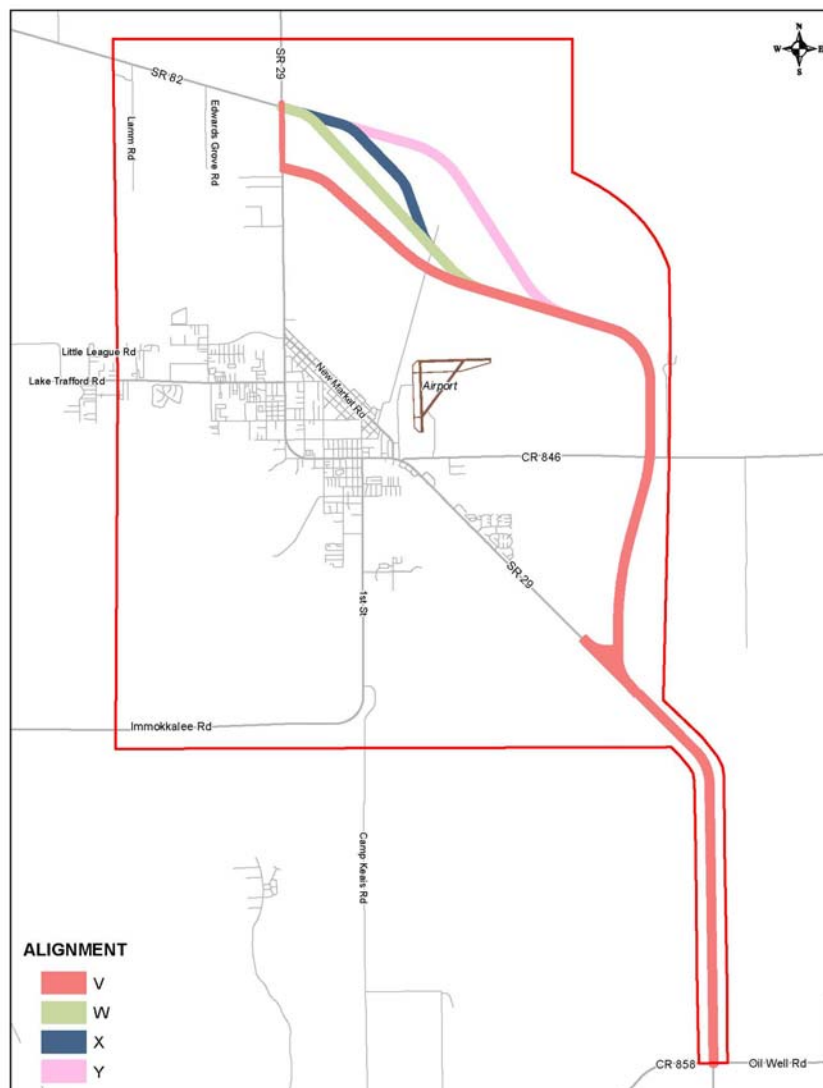 N
W E
S
SR 82
SR 29
Lamm Rd
Edwards Grove Rd
Little League Rd
Lake Trafford Rd
New Market Rd
Airport
CR 846
SR 29
1st St
Immokkalee Rd
Camp Keais Rd
ALIGNMENT
V
W
X
Y
CR 858
Oil Well Rd